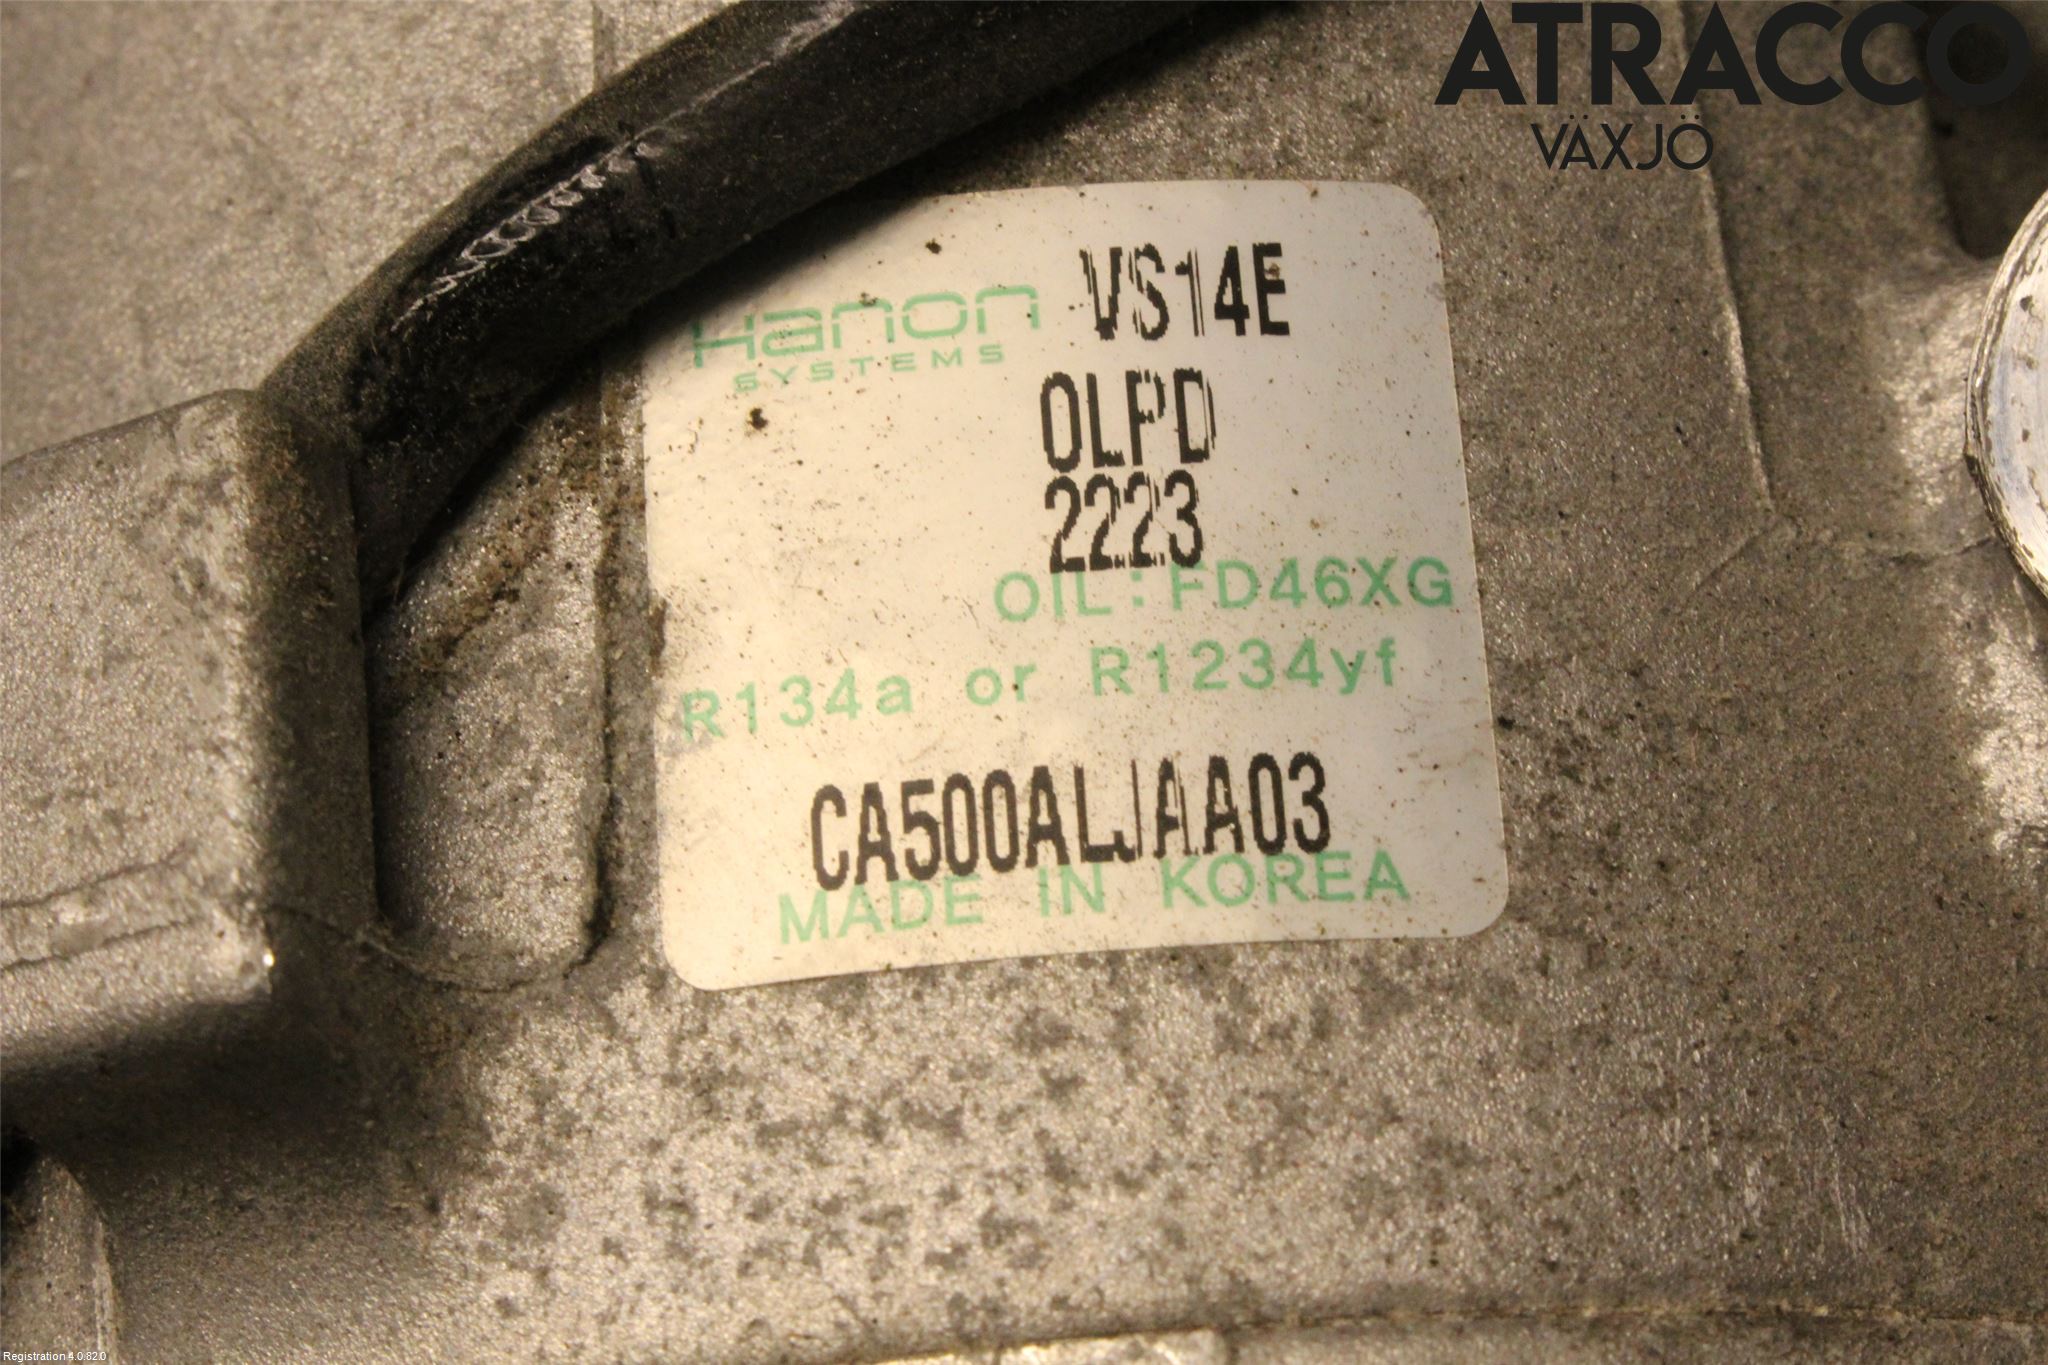 ATRACCO
VÄXJÖ
Hanon VS14E
SYSTEMS
0LPD
2223
OIL: FD46XG
R134a or R1234yf
CA500ALJAA03
MADE IN KOREA
Registration 4.0.82.0